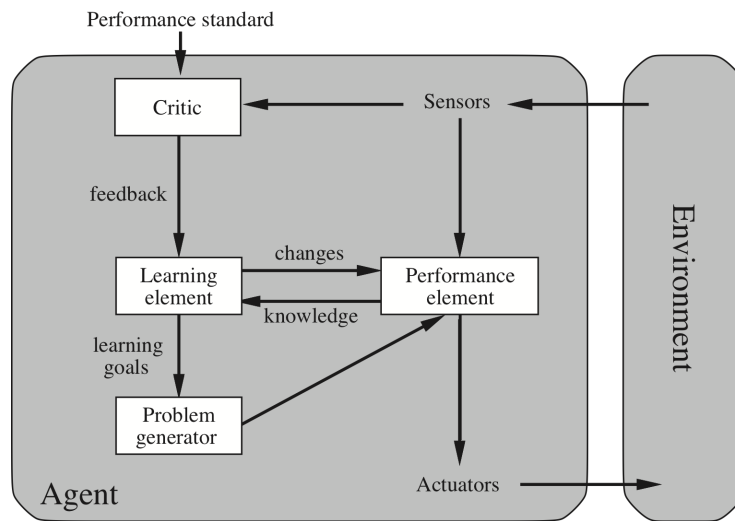 Performance standard
Critic
Sensors
feedback
changes
Learning
element
Performance
element
knowledge
learning
goals
Problem
generator
Agent
Actuators
Environment